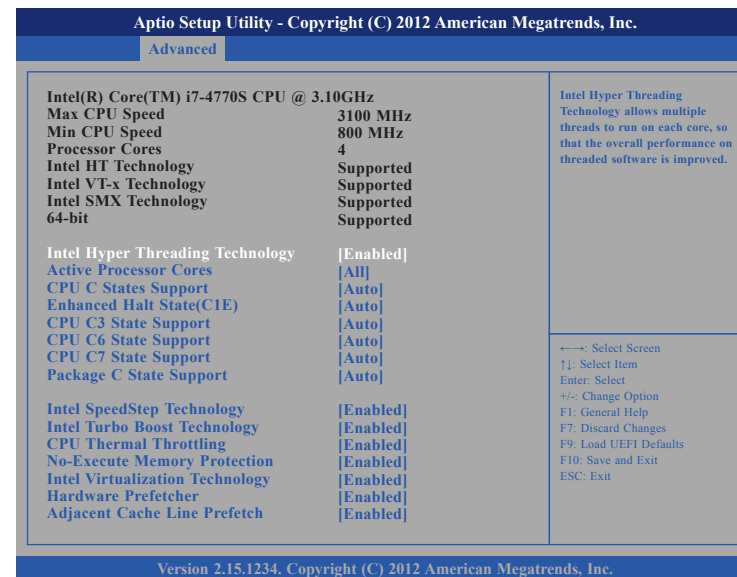 Aptio Setup Utility - Copyright (C) 2012 American Megatrends, Inc.
Advanced
Intel(R) Core(TM) i7-4770S CPU @ 3.10GHz
Max CPU Speed 3100 MHz
Min CPU Speed 800 MHz
Processor Cores 4
Intel HT Technology Supported
Intel VT-x Technology Supported
Intel SMX Technology Supported
64-bit Supported
Intel Hyper Threading Technology [Enabled]
Active Processor Cores [All]
CPU C States Support [Auto]
Enhanced Halt State(C1E) [Auto]
CPU C3 State Support [Auto]
CPU C6 State Support [Auto]
CPU C7 State Support [Auto]
Package C State Support [Auto]
Intel SpeedStep Technology [Enabled]
Intel Turbo Boost Technology [Enabled]
CPU Thermal Throttling [Enabled]
No-Execute Memory Protection [Enabled]
Intel Virtualization Technology [Enabled]
Hardware Prefetcher [Enabled]
Adjacent Cache Line Prefetch [Enabled]
Intel Hyper Threading
Technology allows multiple
threads to run on each core, so
that the overall performance on
threaded software is improved.
←→: Select Screen
↑↓: Select Item
Enter: Select
+/-: Change Option
F1: General Help
F7: Discard Changes
F9: Load UEFI Defaults
F10: Save and Exit
ESC: Exit
Version 2.15.1234. Copyright (C) 2012 American Megatrends, Inc.